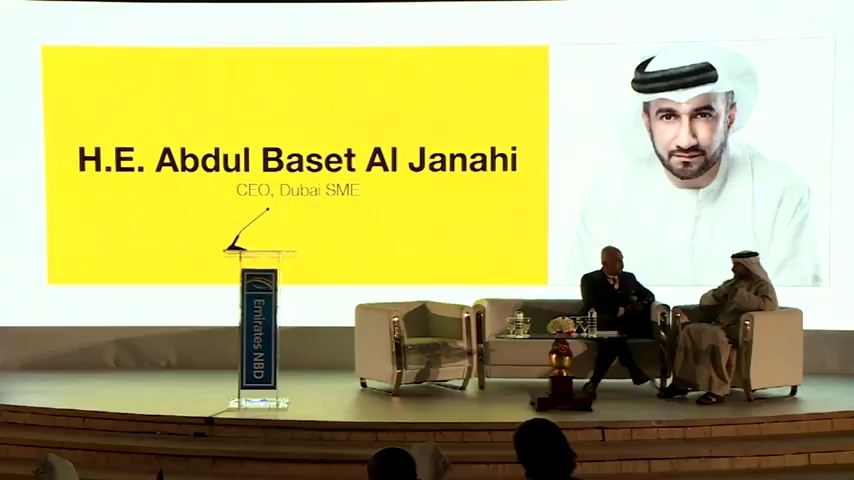 H.E. Abdul Baset Al Janahi
CEO, Dubai SME
Emirates NBD